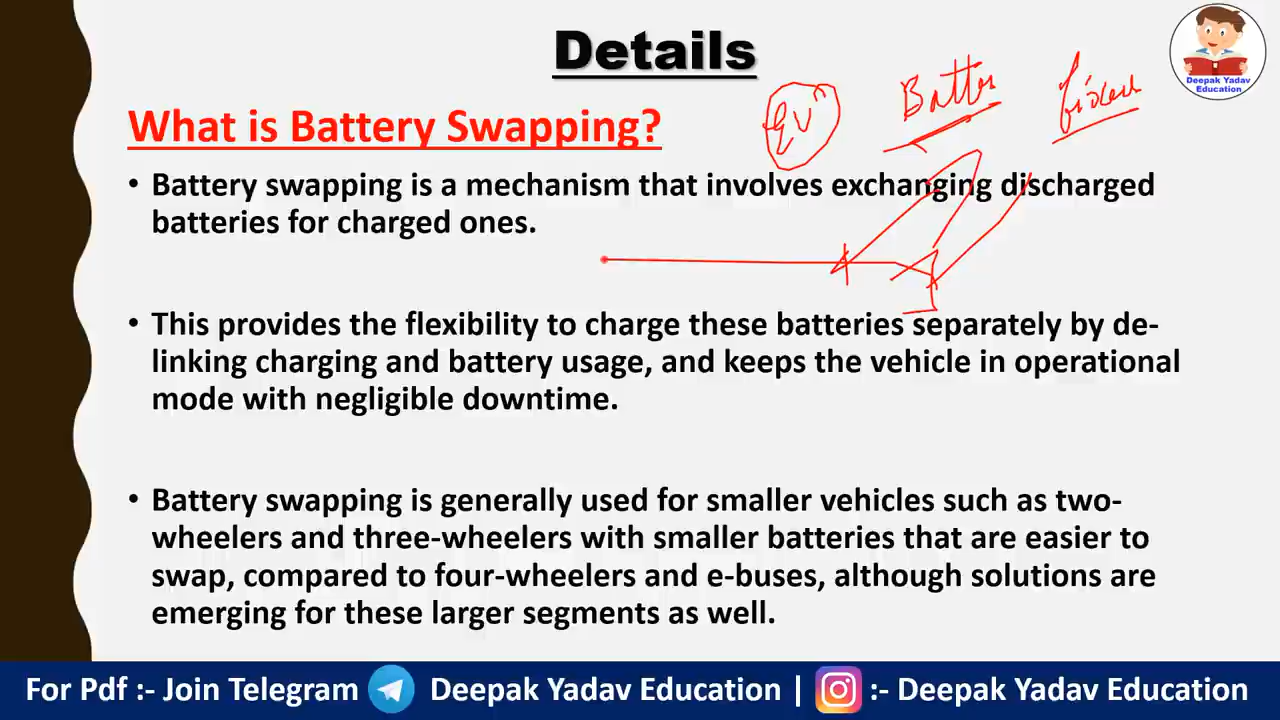 Details
Deepak Yadav
Education
What is Battery Swapping?
EV
• Battery swapping is a mechanism that involves exchanging discharged
batteries for charged ones.
• This provides the flexibility to charge these batteries separately by de-
linking charging and battery usage, and keeps the vehicle in operational
mode with negligible downtime.
• Battery swapping is generally used for smaller vehicles such as two-
wheelers and three-wheelers with smaller batteries that are easier to
swap, compared to four-wheelers and e-buses, although solutions are
emerging for these larger segments as well.
For Pdf :- Join Telegram Deepak Yadav Education | :- Deepak Yadav Education